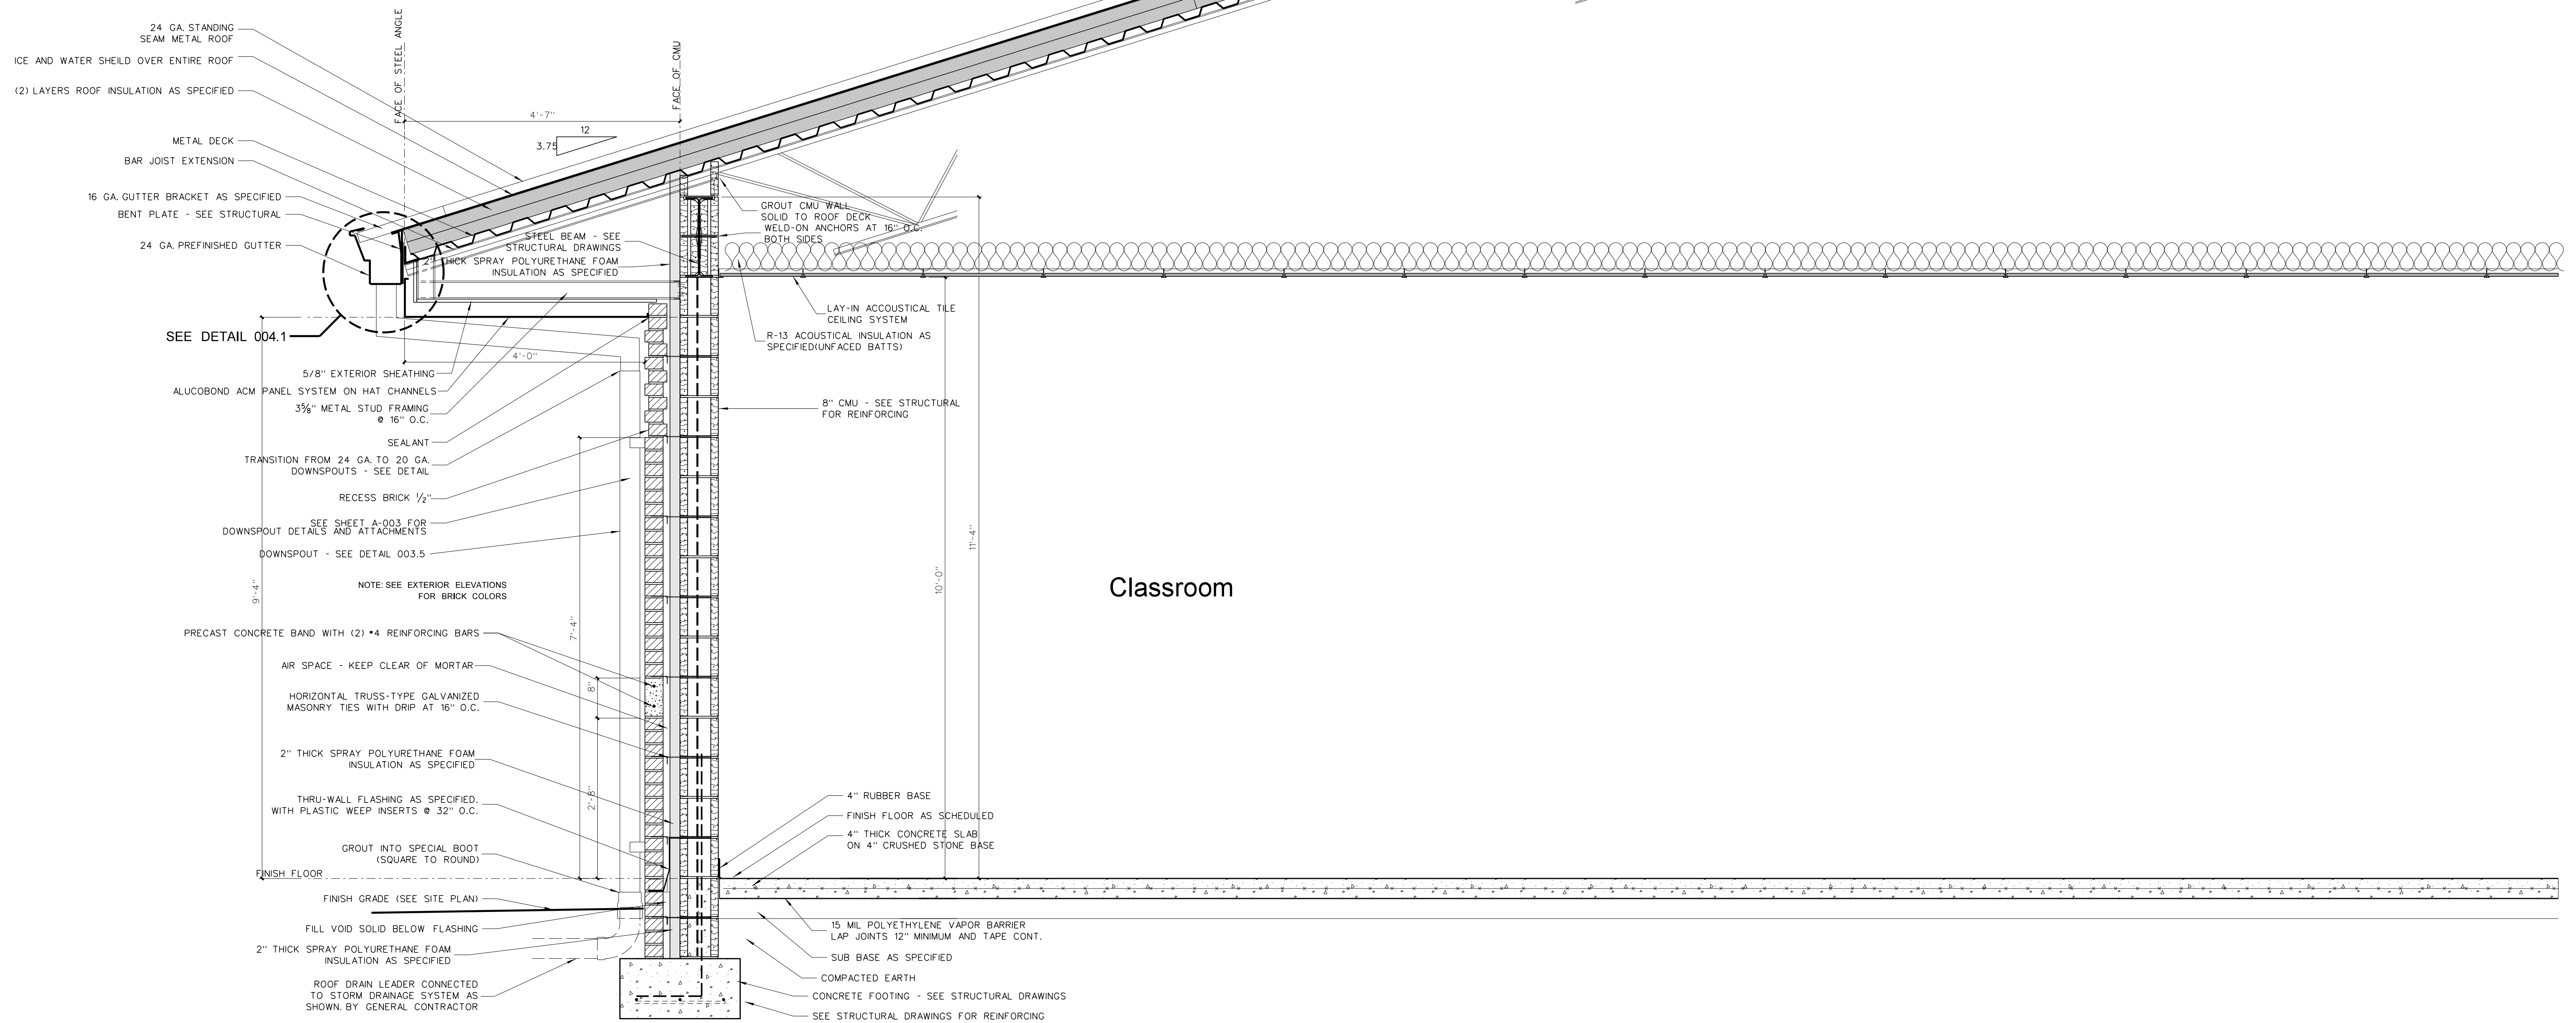 24 GA. STANDING
SEAM METAL ROOF
ICE AND WATER SHEILD OVER ENTIRE ROOF
(2) LAYERS ROOF INSULATION AS SPECIFIED
METAL DECK
BAR JOIST EXTENSION
16 GA. GUTTER BRACKET AS SPECIFIED
BENT PLATE - SEE STRUCTURAL
24 GA. PREFINISHED GUTTER
SEE DETAIL 004.1
FACE OF STEEL ANGLE
FACE OF CMU
4'-7"
12
3.75
STEEL BEAM - SEE
STRUCTURAL DRAWINGS
2" THICK SPRAY POLYURETHANE FOAM
INSULATION AS SPECIFIED
GROUT CMU WALL
SOLID TO ROOF DECK
WELD-ON ANCHORS AT 16" O.C.
BOTH SIDES
LAY-IN ACCOUSTICAL TILE
CEILING SYSTEM
R-13 ACOUSTICAL INSULATION AS
SPECIFIED(UNFACED BATTS)
8" CMU - SEE STRUCTURAL
FOR REINFORCING
4'-0"
5/8" EXTERIOR SHEATHING
ALUCOBOND ACM PANEL SYSTEM ON HAT CHANNELS
3⅝" METAL STUD FRAMING
@ 16" O.C.
SEALANT
TRANSITION FROM 24 GA. TO 20 GA.
DOWNSPOUTS - SEE DETAIL
RECESS BRICK ½"
SEE SHEET A-003 FOR
DOWNSPOUT DETAILS AND ATTACHMENTS
DOWNSPOUT - SEE DETAIL 003.5
NOTE: SEE EXTERIOR ELEVATIONS
FOR BRICK COLORS
9'-4"
7'-4"
8"
2'-8"
10'-0"
11'-4"
Classroom
PRECAST CONCRETE BAND WITH (2) #4 REINFORCING BARS
AIR SPACE - KEEP CLEAR OF MORTAR
HORIZONTAL TRUSS-TYPE GALVANIZED
MASONRY TIES WITH DRIP AT 16" O.C.
2" THICK SPRAY POLYURETHANE FOAM
INSULATION AS SPECIFIED
THRU-WALL FLASHING AS SPECIFIED.
WITH PLASTIC WEEP INSERTS @ 32" O.C.
GROUT INTO SPECIAL BOOT
(SQUARE TO ROUND)
FINISH FLOOR
FINISH GRADE (SEE SITE PLAN)
FILL VOID SOLID BELOW FLASHING
2" THICK SPRAY POLYURETHANE FOAM
INSULATION AS SPECIFIED
ROOF DRAIN LEADER CONNECTED
TO STORM DRAINAGE SYSTEM AS
SHOWN. BY GENERAL CONTRACTOR
4" RUBBER BASE
FINISH FLOOR AS SCHEDULED
4" THICK CONCRETE SLAB
ON 4" CRUSHED STONE BASE
15 MIL POLYETHYLENE VAPOR BARRIER
LAP JOINTS 12" MINIMUM AND TAPE CONT.
SUB BASE AS SPECIFIED
COMPACTED EARTH
CONCRETE FOOTING - SEE STRUCTURAL DRAWINGS
SEE STRUCTURAL DRAWINGS FOR REINFORCING